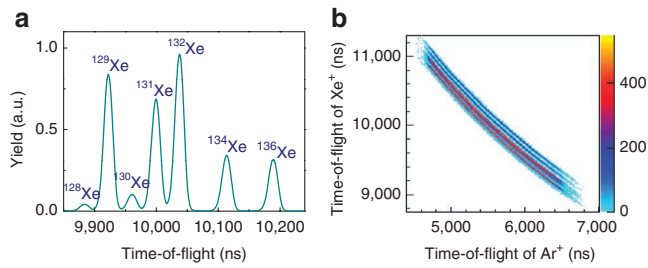 a
Yield (a.u.)
1.0
0.5
0.0
¹²⁸Xe
¹²⁹Xe
¹³⁰Xe
¹³¹Xe
¹³²Xe
¹³⁴Xe
¹³⁶Xe
9,900
10,000
10,100
10,200
Time-of-flight (ns)
b
Time-of-flight of Xe⁺ (ns)
11,000
10,000
9,000
5,000
6,000
7,000
Time-of-flight of Ar⁺ (ns)
400
200
0